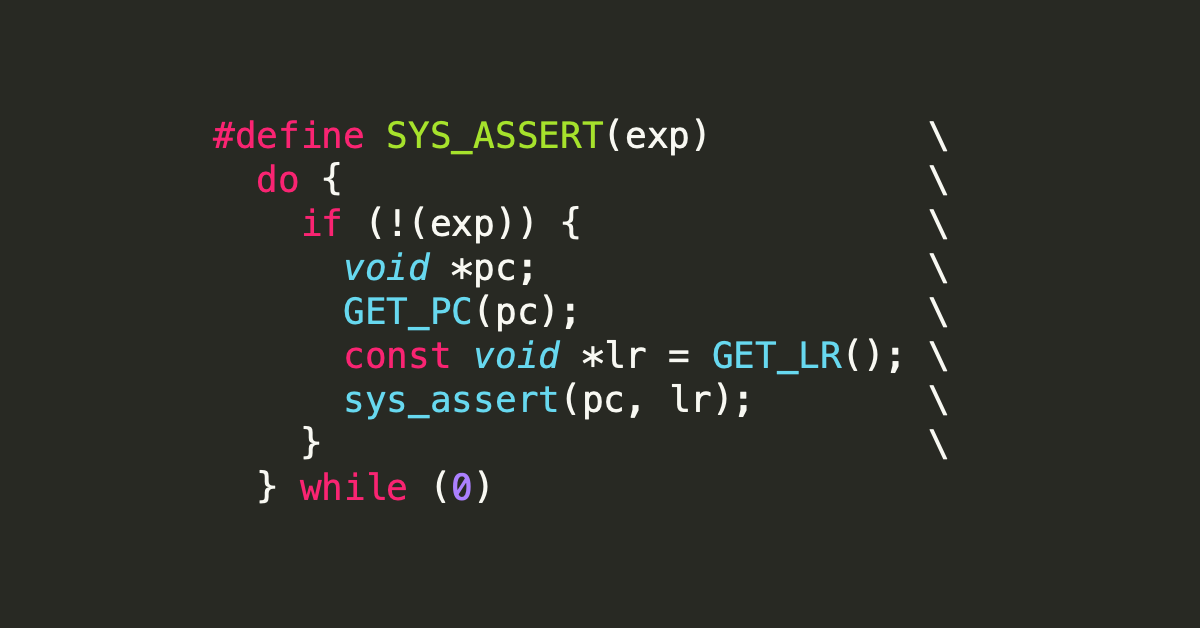 #define SYS_ASSERT(exp)                    \
  do {                                     \
    if (!(exp)) {                          \
      void *pc;                            \
      GET_PC(pc);                          \
      const void *lr = GET_LR(); \
      sys_assert(pc, lr);                  \
    }                                      \
  } while (0)